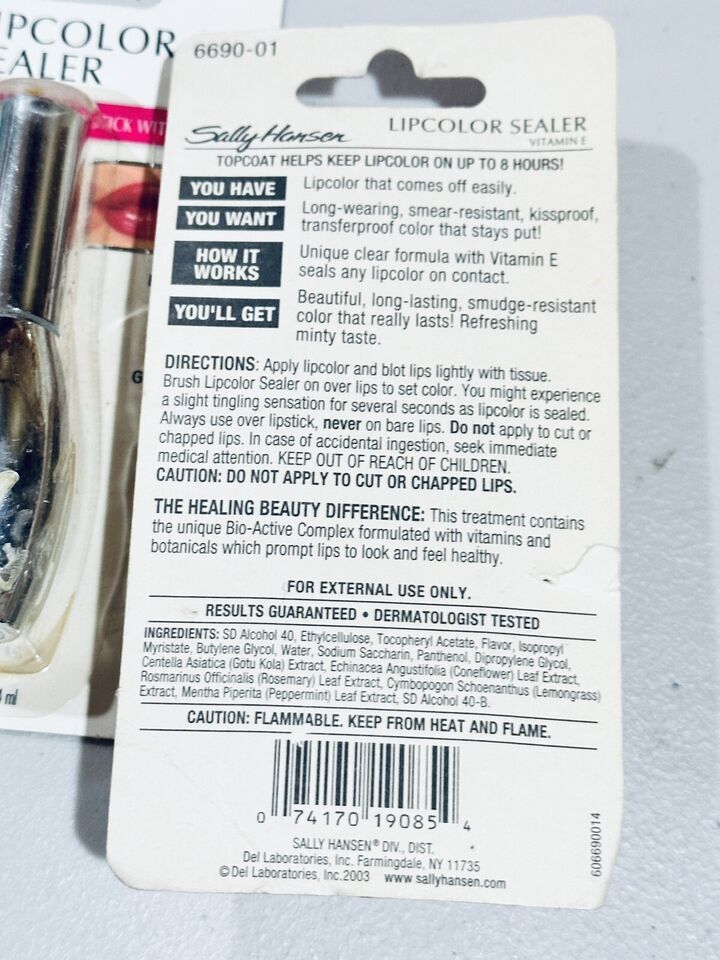 IPCOLOR
EALER
TICK WIT
G
ml
6690-01
Sally Hansen
LIPCOLOR SEALER
VITAMIN E
TOPCOAT HELPS KEEP LIPCOLOR ON UP TO 8 HOURS!
YOU HAVE Lipcolor that comes off easily.
YOU WANT Long-wearing, smear-resistant, kissproof,
transferproof color that stays put!
HOW IT Unique clear formula with Vitamin E
WORKS seals any lipcolor on contact.
YOU'LL GET Beautiful, long-lasting, smudge-resistant
color that really lasts! Refreshing
minty taste.
DIRECTIONS: Apply lipcolor and blot lips lightly with tissue.
Brush Lipcolor Sealer on over lips to set color. You might experience
a slight tingling sensation for several seconds as lipcolor is sealed.
Always use over lipstick, never on bare lips. Do not apply to cut or
chapped lips. In case of accidental ingestion, seek immediate
medical attention. KEEP OUT OF REACH OF CHILDREN.
CAUTION: DO NOT APPLY TO CUT OR CHAPPED LIPS.
THE HEALING BEAUTY DIFFERENCE: This treatment contains
the unique Bio-Active Complex formulated with vitamins and
botanicals which prompt lips to look and feel healthy.
FOR EXTERNAL USE ONLY.
RESULTS GUARANTEED • DERMATOLOGIST TESTED
INGREDIENTS: SD Alcohol 40, Ethylcellulose, Tocopheryl Acetate, Flavor, Isopropyl
Myristate, Butylene Glycol, Water, Sodium Saccharin, Panthenol, Dipropylene Glycol,
Centella Asiatica (Gotu Kola) Extract, Echinacea Angustifolia (Coneflower) Leaf Extract,
Rosmarinus Officinalis (Rosemary) Leaf Extract, Cymbopogon Schoenanthus (Lemongrass)
Extract, Mentha Piperita (Peppermint) Leaf Extract, SD Alcohol 40-B.
CAUTION: FLAMMABLE. KEEP FROM HEAT AND FLAME.
0 74170 19085 4
SALLY HANSEN® DIV., DIST.
Del Laboratories, Inc. Farmingdale, NY 11735
© Del Laboratories, Inc. 2003 www.sallyhansen.com
606690014